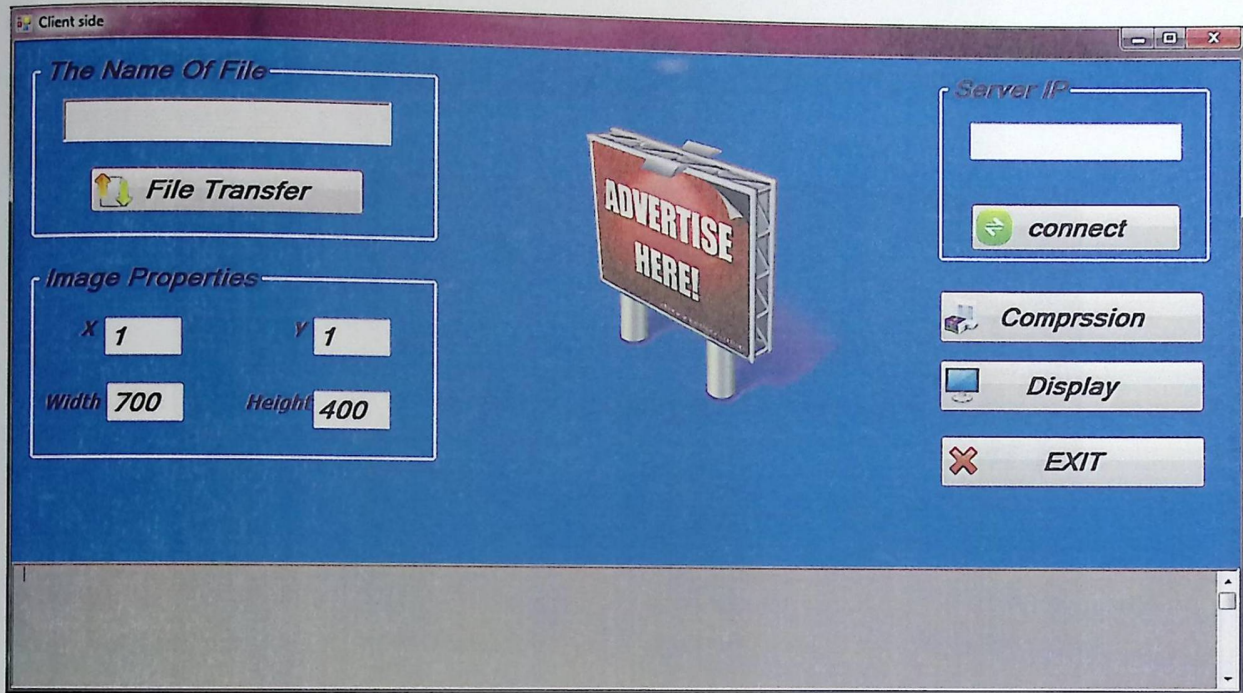 Client side
The Name Of File
File Transfer
Image Properties
X 1
Y 1
Width 700
Height 400
ADVERTISE
HERE!
Server IP
connect
Comprssion
Display
EXIT